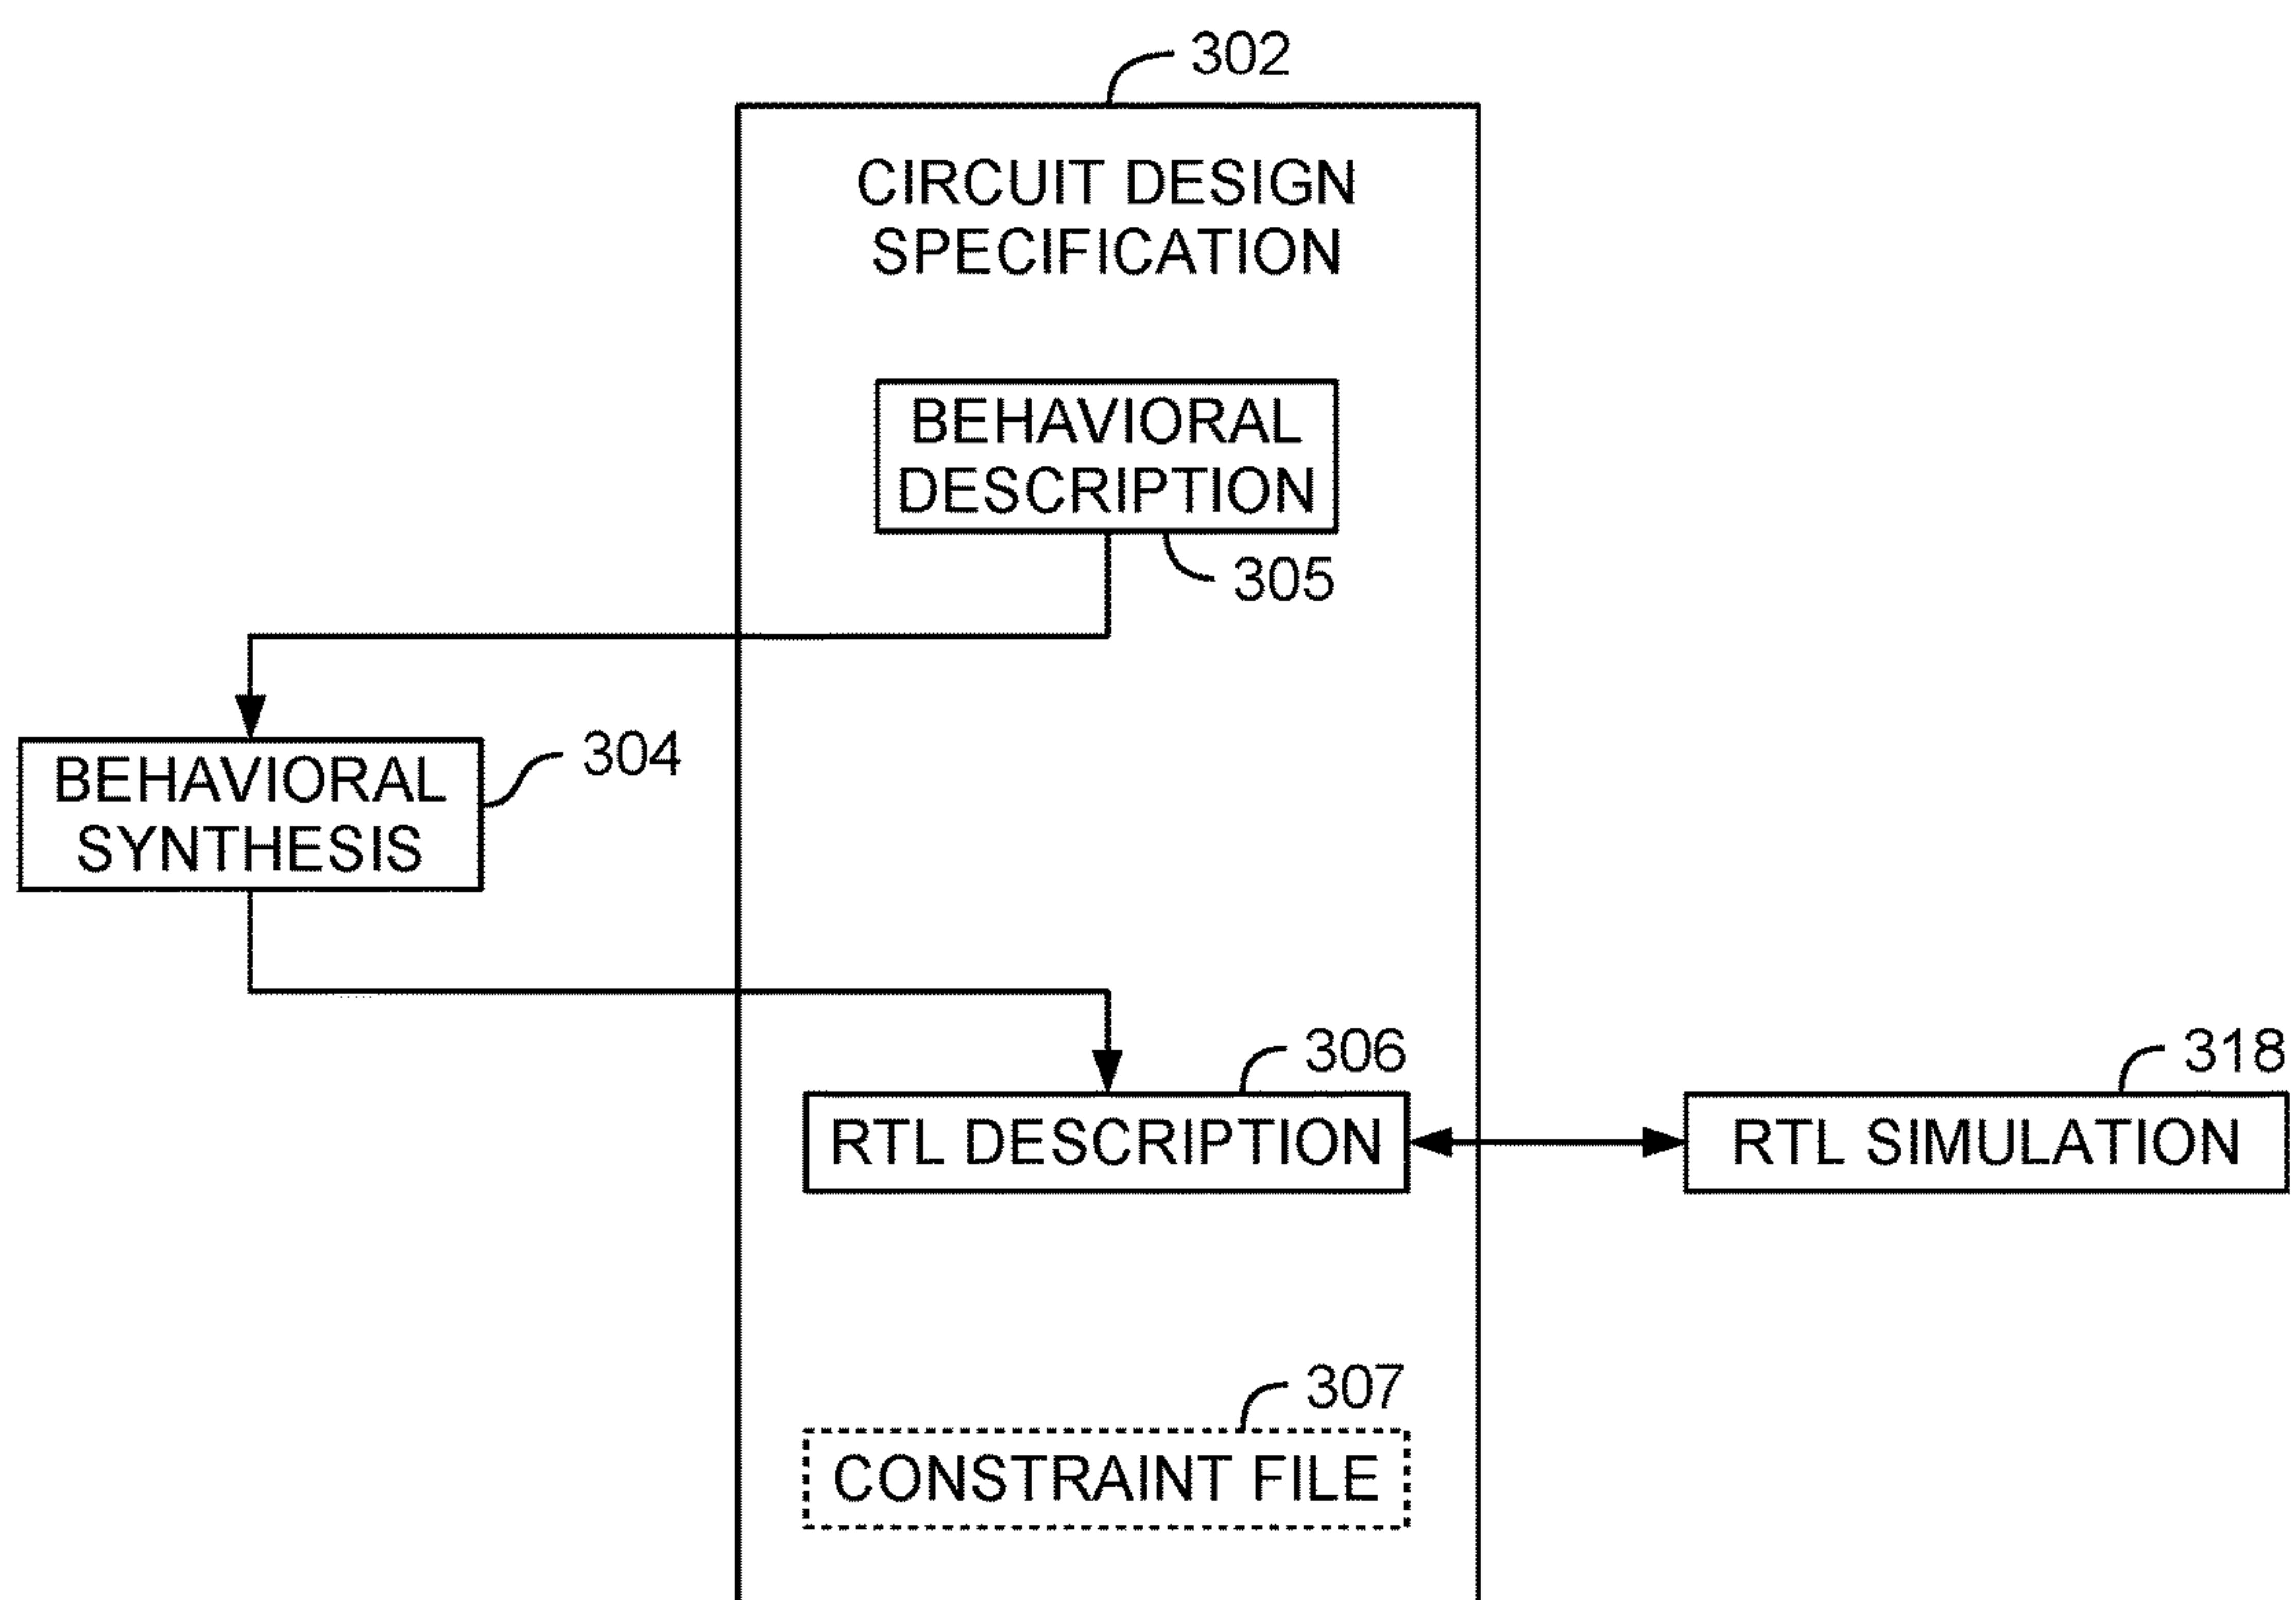 302
CIRCUIT DESIGN
SPECIFICATION
BEHAVIORAL
DESCRIPTION
305
BEHAVIORAL
SYNTHESIS
304
306
RTL DESCRIPTION
318
RTL SIMULATION
307
CONSTRAINT FILE